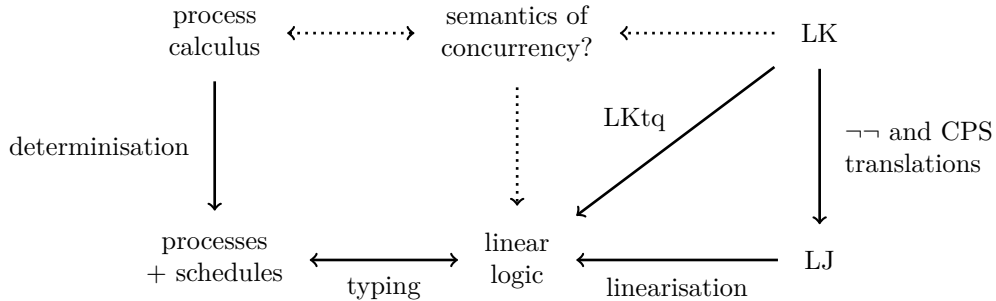 process
calculus
semantics of
concurrency?
LK
determinisation
LKtq
¬¬ and CPS
translations
processes
+ schedules
typing
linear
logic
linearisation
LJ